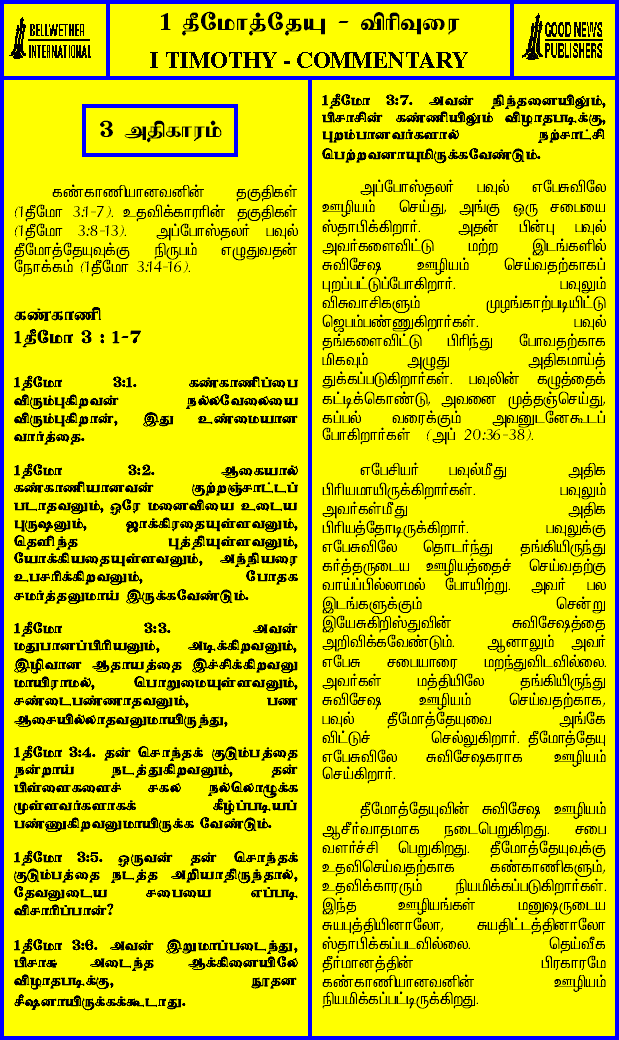 BELLWETHER
INTERNATIONAL
1 தீமோத்தேயு - விரிவுரை
I TIMOTHY - COMMENTARY
GOOD NEWS
PUBLISHERS
3 அதிகாரம்
கண்காணியானவனின் தகுதிகள்
(1தீமோ 3:1-7). உதவிக்காரரின் தகுதிகள்
(1தீமோ 3:8-13). அப்போஸ்தலர் பவுல்
தீமோத்தேயுவுக்கு நிருபம் எழுதுவதன்
நோக்கம் (1தீமோ 3:14-16).
கண்காணி
1தீமோ 3 : 1-7
1தீமோ 3:1. கண்காணிப்பை
விரும்புகிறவன் நல்லவேலையை
விரும்புகிறான், இது உண்மையான
வார்த்தை.
1தீமோ 3:2. ஆகையால்
கண்காணியானவன் குற்றஞ்சாட்டப்
படாதவனும், ஒரே மனைவியை உடைய
புருஷனும், ஜாக்கிரதையுள்ளவனும்,
தெளிந்த புத்தியுள்ளவனும்,
யோக்கியதையுள்ளவனும், அந்நியரை
உபசரிக்கிறவனும், போதக
சமர்த்தனுமாய் இருக்கவேண்டும்.
1தீமோ 3:3. அவன்
மதுபானப்பிரியனும், அடிக்கிறவனும்,
இழிவான ஆதாயத்தை இச்சிக்கிறவனு
மாயிராமல், பொறுமையுள்ளவனும்,
சண்டைபண்ணாதவனும், பண
ஆசையில்லாதவனுமாயிருந்து,
1தீமோ 3:4. தன் சொந்தக் குடும்பத்தை
நன்றாய் நடத்துகிறவனும், தன்
பிள்ளைகளைச் சகல நல்லொழுக்க
முள்ளவர்களாகக் கீழ்ப்படியப்
பண்ணுகிறவனுமாயிருக்க வேண்டும்.
1தீமோ 3:5. ஒருவன் தன் சொந்தக்
குடும்பத்தை நடத்த அறியாதிருந்தால்,
தேவனுடைய சபையை எப்படி
விசாரிப்பான்?
1தீமோ 3:6. அவன் இறுமாப்படைந்து,
பிசாசு அடைந்த ஆக்கினையிலே
விழாதபடிக்கு, நூதன
சீஷனாயிருக்கக்கூடாது.
1தீமோ 3:7. அவன் நிந்தனையிலும்,
பிசாசின் கண்ணியிலும் விழாதபடிக்கு,
புறம்பானவர்களால் நற்சாட்சி
பெற்றவனாயுமிருக்கவேண்டும்.
அப்போஸ்தலர் பவுல் எபேசுவிலே
ஊழியம் செய்து, அங்கு ஒரு சபையை
ஸ்தாபிக்கிறார். அதன் பின்பு பவுல்
அவர்களைவிட்டு மற்ற இடங்களில்
சுவிசேஷ ஊழியம் செய்வதற்காகப்
புறப்பட்டுப்போகிறார். பவுலும்
விசுவாசிகளும் முழங்காற்படியிட்டு
ஜெபம்பண்ணுகிறார்கள். பவுல்
தங்களைவிட்டு பிரிந்து போவதற்காக
மிகவும் அழுது அதிகமாய்த்
துக்கப்படுகிறார்கள். பவுலின் கழுத்தைக்
கட்டிக்கொண்டு, அவனை முத்தஞ்செய்து,
கப்பல் வரைக்கும் அவனுடனேகூடப்
போகிறார்கள் (அப் 20:36-38).
எபேசியர் பவுல்மீது அதிக
பிரியமாயிருக்கிறார்கள். பவுலும்
அவர்கள்மீது அதிக
பிரியத்தோடிருக்கிறார். பவுலுக்கு
எபேசுவிலே தொடர்ந்து தங்கியிருந்து
கர்த்தருடைய ஊழியத்தைச் செய்வதற்கு
வாய்ப்பில்லாமல் போயிற்று. அவர் பல
இடங்களுக்கும் சென்று
இயேசுகிறிஸ்துவின் சுவிசேஷத்தை
அறிவிக்கவேண்டும். ஆனாலும் அவர்
எபேசு சபையாரை மறந்துவிடவில்லை.
அவர்கள் மத்தியிலே தங்கியிருந்து
சுவிசேஷ ஊழியம் செய்வதற்காக,
பவுல் தீமோத்தேயுவை அங்கே
விட்டுச் செல்லுகிறார். தீமோத்தேயு
எபேசுவிலே சுவிசேஷகராக ஊழியம்
செய்கிறார்.
தீமோத்தேயுவின் சுவிசேஷ ஊழியம்
ஆசீர்வாதமாக நடைபெறுகிறது. சபை
வளர்ச்சி பெறுகிறது. தீமோத்தேயுவுக்கு
உதவிசெய்வதற்காக கண்காணிகளும்,
உதவிக்காரரும் நியமிக்கப்படுகிறார்கள்.
இந்த ஊழியங்கள் மனுஷருடைய
சுயபுத்தியினாலோ, சுயதிட்டத்தினாலோ
ஸ்தாபிக்கப்படவில்லை. தெய்வீக
தீர்மானத்தின் பிரகாரமே
கண்காணியானவனின் ஊழியம்
நியமிக்கப்பட்டிருக்கிறது.